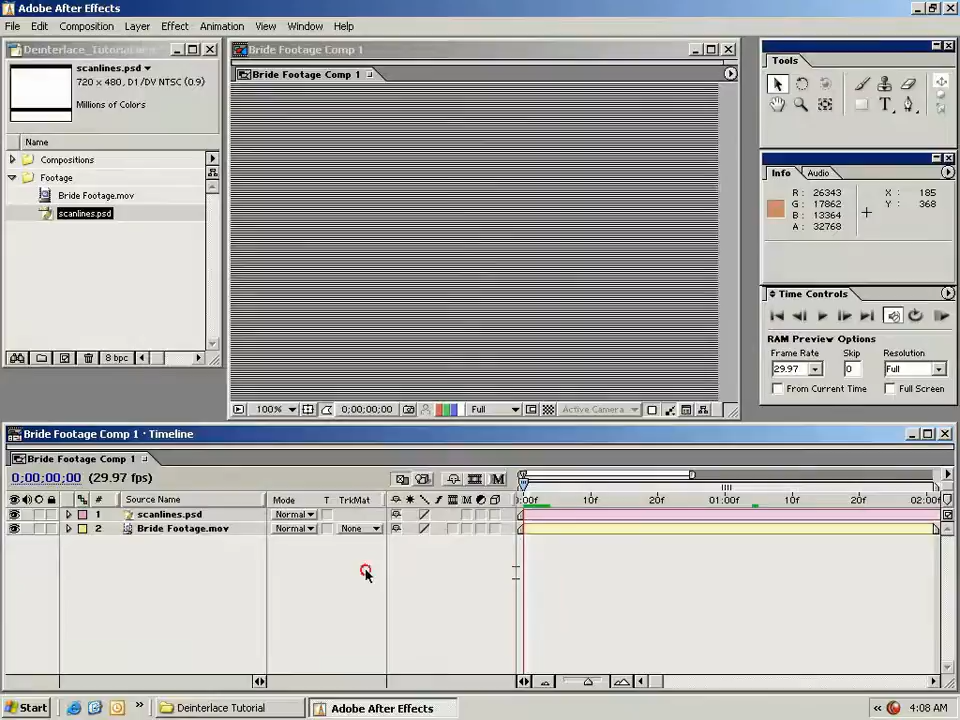 Adobe After Effects
File Edit Composition Layer Effect Animation View Window Help
Deinterlace_Tutorial.aep
scanlines.psd
720 x 480, D1/DV NTSC (0.9)
Millions of Colors
Name
Compositions
Footage
Bride Footage.mov
scanlines.psd
8 bpc
Bride Footage Comp 1
Bride Footage Comp 1
100%
0;00;00;00
Full
Active Camera
Tools
T
Info
Audio
R : 26343
G : 17862
B : 13364
A : 32768
X : 185
Y : 368
Time Controls
RAM Preview Options
Frame Rate Skip Resolution
29.97 0 Full
From Current Time Full Screen
Bride Footage Comp 1 · Timeline
Bride Footage Comp 1
0;00;00;00 (29.97 fps)
# Source Name Mode T TrkMat
:00f 10f 20f 01:00f 10f 20f 02:00f
1 scanlines.psd Normal
2 Bride Footage.mov Normal None
Start
»
Deinterlace Tutorial
Adobe After Effects
«
4:08 AM